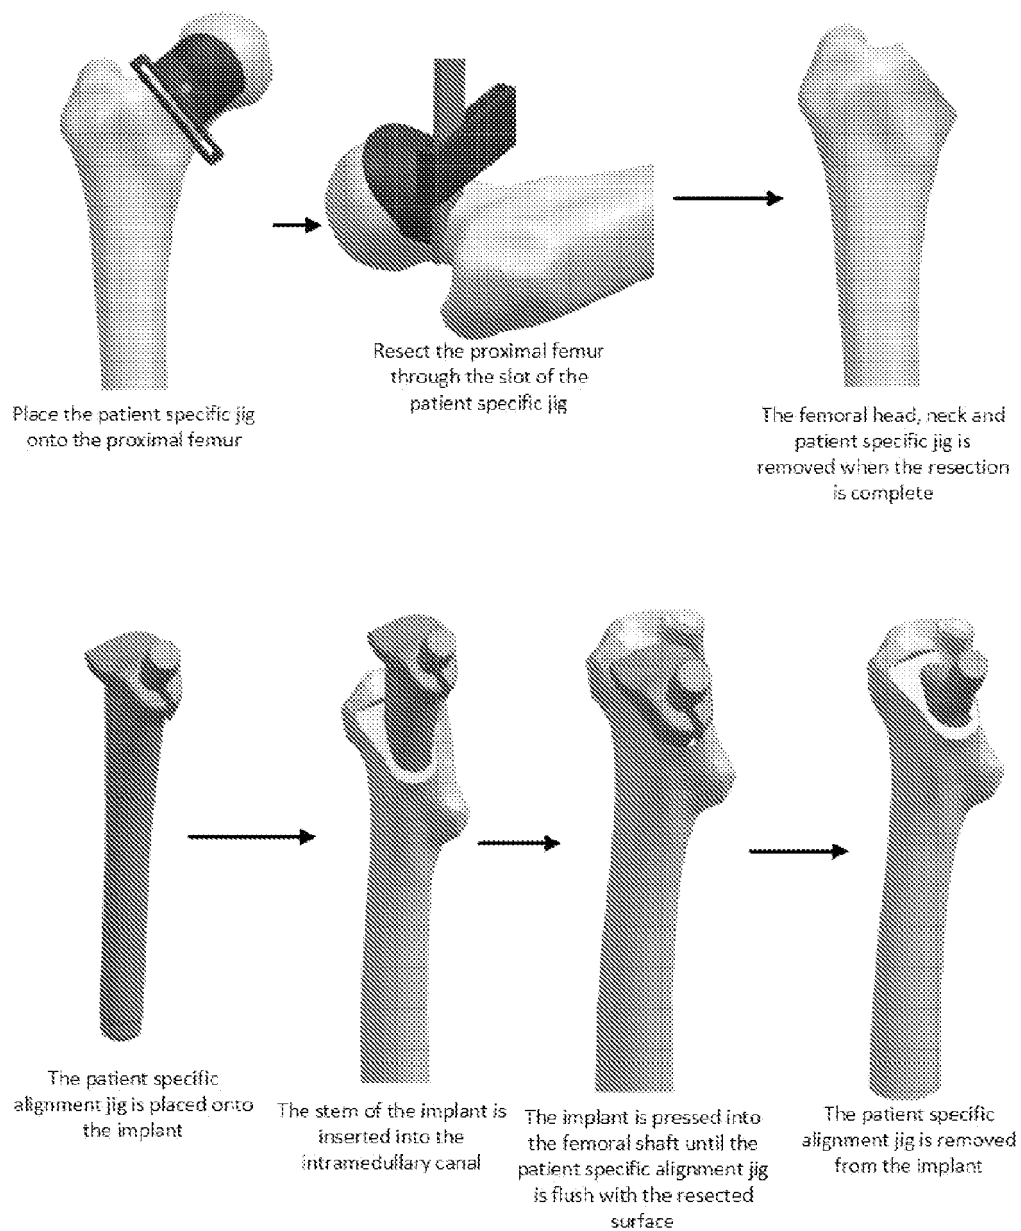 Place the patient specific jig
onto the proximal femur
Resect the proximal femur
through the slot of the
patient specific jig
The femoral head, neck and
patient specific jig is
removed when the resection
is complete
The patient specific
alignment jig is placed onto
the implant
The stem of the implant is
inserted into the
intramedullary canal
The implant is pressed into
the femoral shaft until the
patient specific alignment jig
is flush with the resected
surface
The patient specific
alignment jig is removed
from the implant